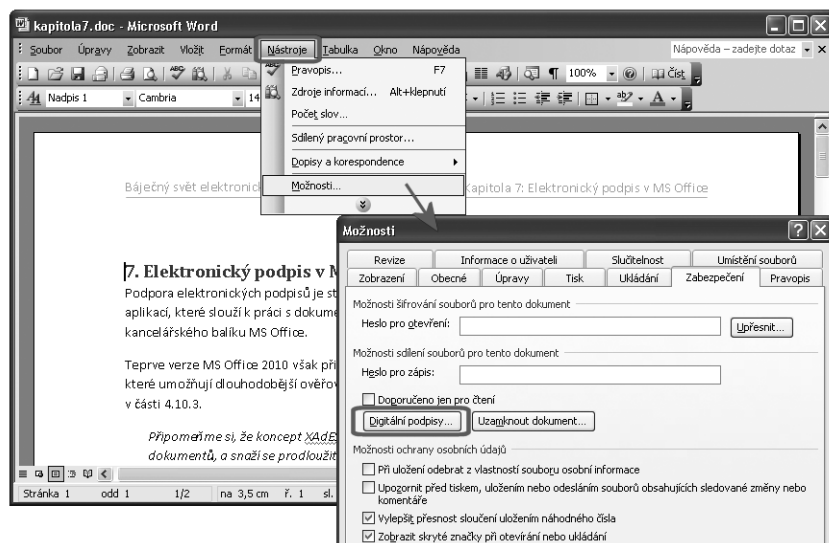 kapitola7.doc - Microsoft Word
Soubor Úpravy Zobrazit Vložit Formát Nástroje Tabulka Okno Nápověda Nápověda – zadejte dotaz
100% Číst
Nadpis 1 Cambria 14
Pravopis... F7
Zdroje informací... Alt+klepnutí
Počet slov...
Sdílený pracovní prostor...
Dopisy a korespondence
Možnosti...
Báječný svět elektronic Kapitola 7: Elektronický podpis v MS Office
7. Elektronický podpis v M
Podpora elektronických podpisů je st
aplikací, které slouží k práci s dokume
kancelářského balíku MS Office.
Teprve verze MS Office 2010 však při
které umožňují dlouhodobější ověřov
v části 4.10.3.
Připomeňme si, že koncept XAdES
dokumentů, a snaží se prodloužit
Stránka 1 odd 1 1/2 na 3,5 cm ř. 1 sl.
Možnosti
Revize Informace o uživateli Slučitelnost Umístění souborů
Zobrazení Obecné Úpravy Tisk Ukládání Zabezpečení Pravopis
Možnosti šifrování souborů pro tento dokument
Heslo pro otevření: Upřesnit...
Možnosti sdílení souborů pro tento dokument
Heslo pro zápis:
Doporučeno jen pro čtení
Digitální podpisy... Uzamknout dokument...
Možnosti ochrany osobních údajů
Při uložení odebrat z vlastností souboru osobní informace
Upozornit před tiskem, uložením nebo odesláním souborů obsahujících sledované změny nebo
komentáře
Vylepšit přesnost sloučení uložením náhodného čísla
Zobrazit skryté značky při otevírání nebo ukládání